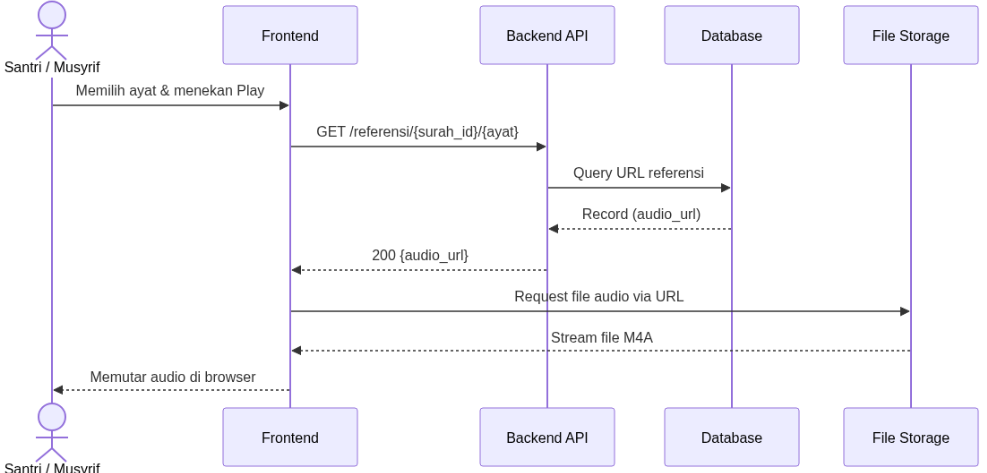 Santri / Musyrif
Frontend
Backend API
Database
File Storage
Memilih ayat & menekan Play
GET /referensi/{surah_id}/{ayat}
Query URL referensi
Record (audio_url)
200 {audio_url}
Request file audio via URL
Stream file M4A
Memutar audio di browser
Santri / Musyrif
Frontend
Backend API
Database
File Storage